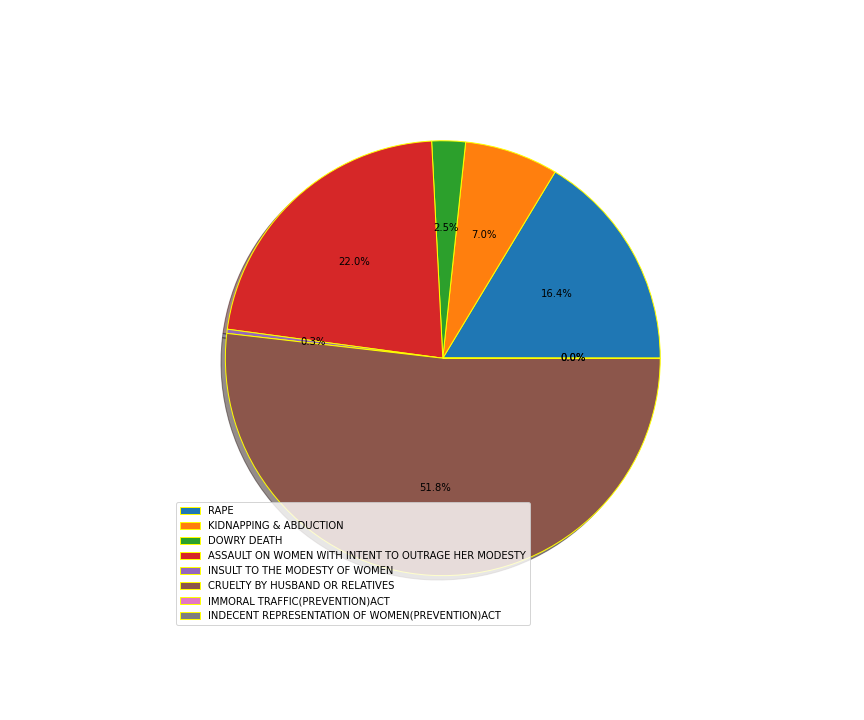 2.5%
7.0%
22.0%
16.4%
0.3%
0.0%
51.8%
RAPE
KIDNAPPING & ABDUCTION
DOWRY DEATH
ASSAULT ON WOMEN WITH INTENT TO OUTRAGE HER MODESTY
INSULT TO THE MODESTY OF WOMEN
CRUELTY BY HUSBAND OR RELATIVES
IMMORAL TRAFFIC(PREVENTION)ACT
INDECENT REPRESENTATION OF WOMEN(PREVENTION)ACT